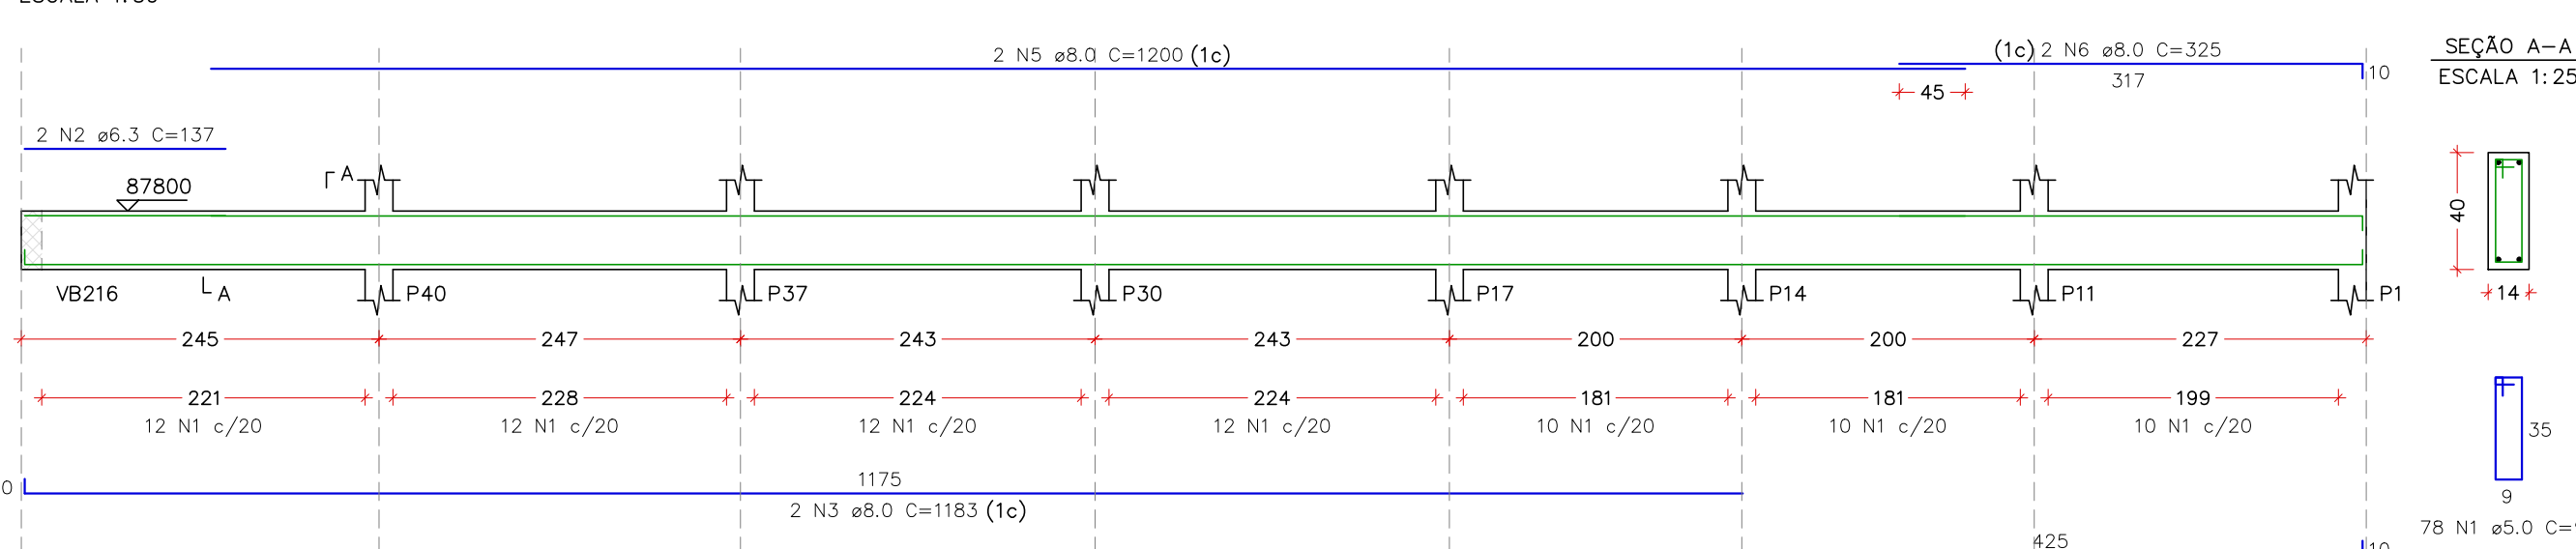 2 N5 ø8.0 C=1200 (1c)
(1c) 2 N6 ø8.0 C=325
10
317
45
SEÇÃO A-A
ESCALA 1:25
2 N2 ø6.3 C=137
A
87800
40
14
VB216
A
P40
P37
P30
P17
P14
P11
P1
245
247
243
243
200
200
227
221
228
224
224
181
181
199
12 N1 c/20
12 N1 c/20
12 N1 c/20
12 N1 c/20
10 N1 c/20
10 N1 c/20
10 N1 c/20
35
9
1175
0
2 N3 ø8.0 C=1183 (1c)
78 N1 ø5.0 C=
425
10